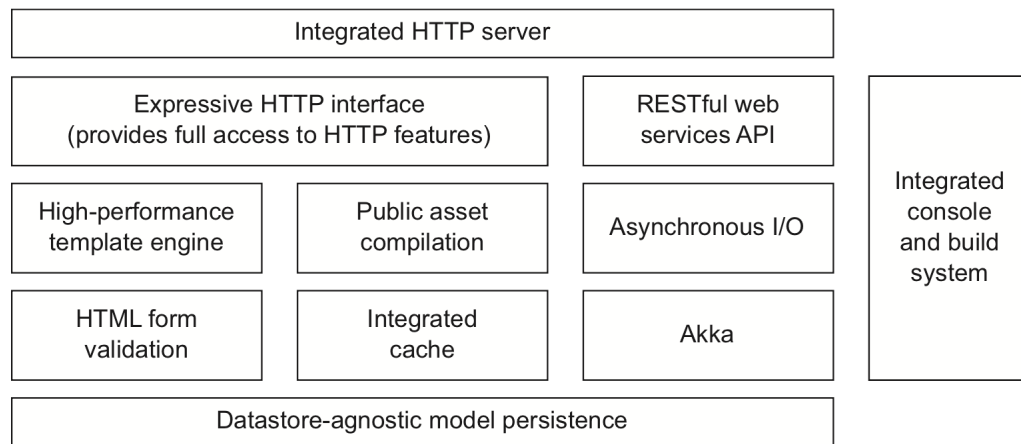 Integrated HTTP server
Expressive HTTP interface
(provides full access to HTTP features)
RESTful web
services API
High-performance
template engine
Public asset
compilation
Asynchronous I/O
Integrated
console
and build
system
HTML form
validation
Integrated
cache
Akka
Datastore-agnostic model persistence